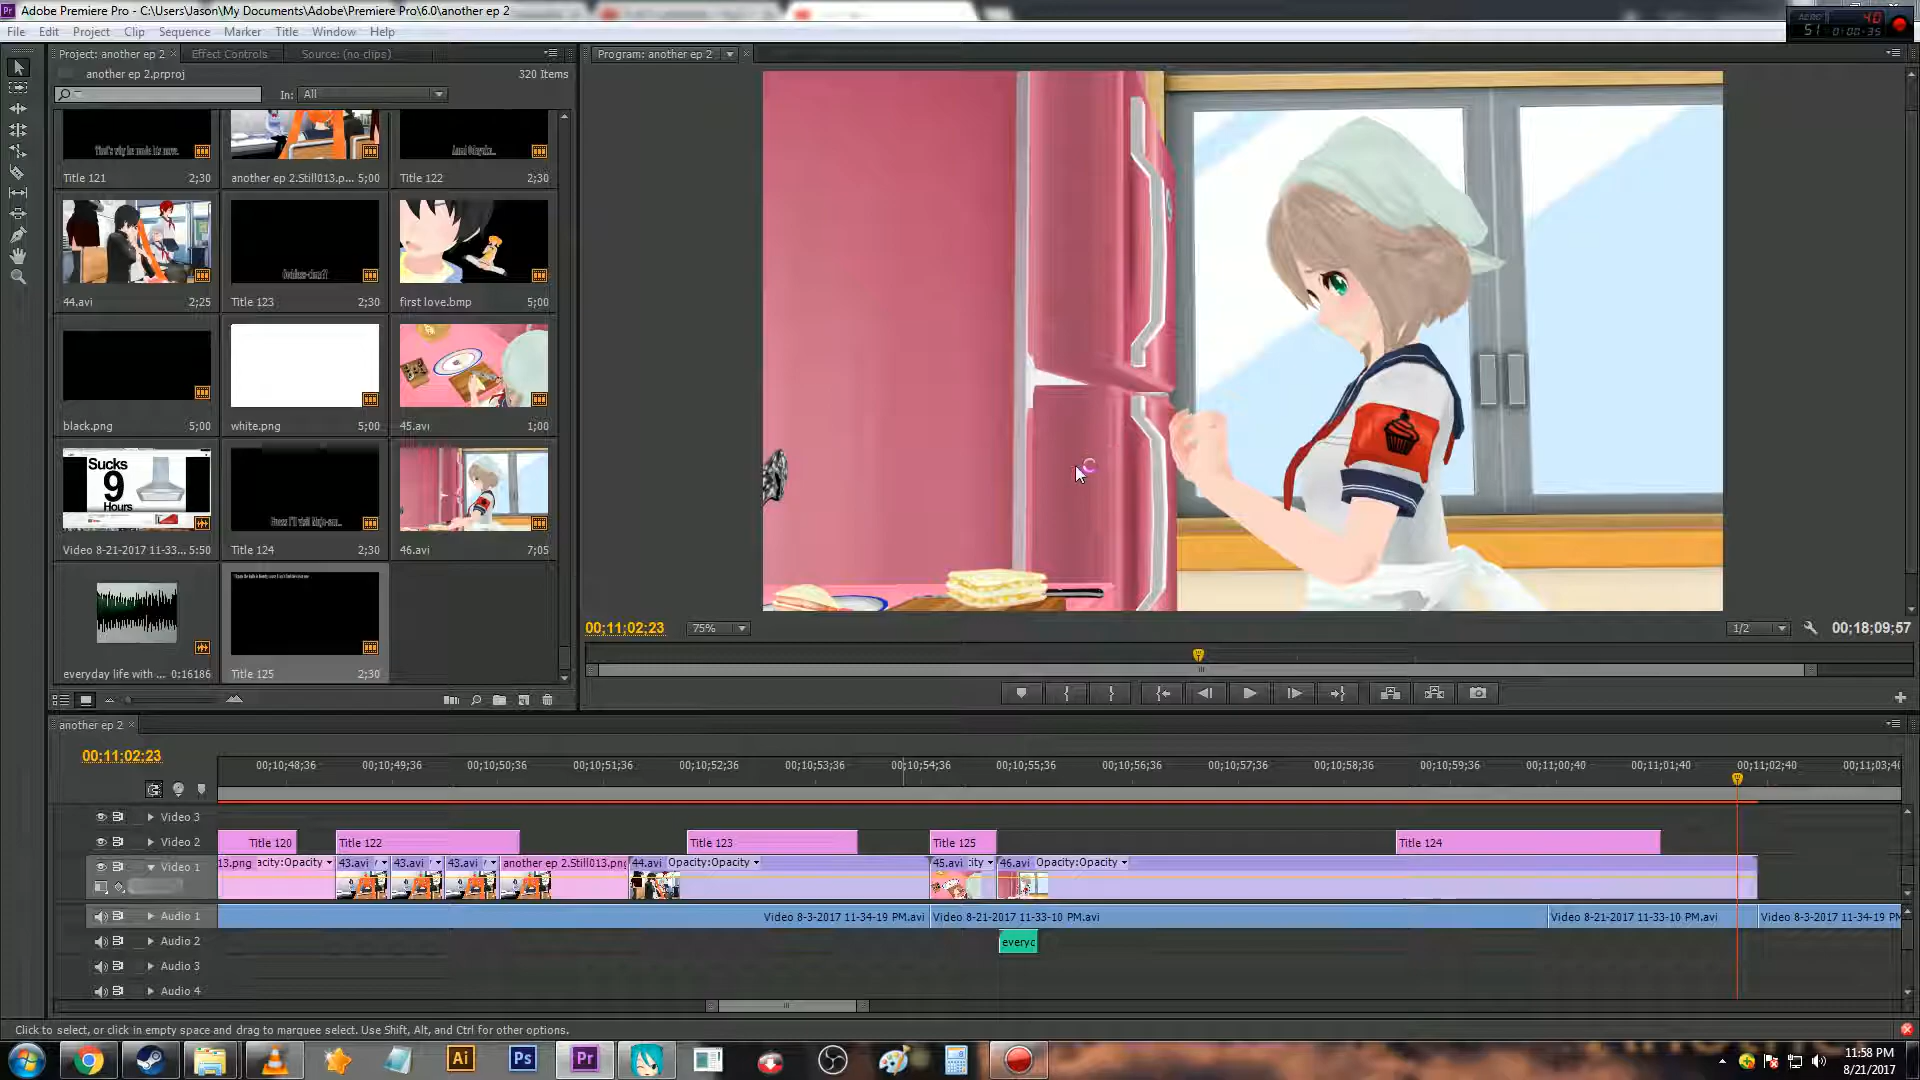 Adobe Premiere Pro - C:\Users\Jason\My Documents\Adobe\Premiere Pro\6.0\another ep 2
File Edit Project Clip Sequence Marker Title Window Help
Project: another ep 2 Effect Controls Source: (no clips)
another ep 2.prproj 320 Items
In: All
That's why he made his move.
Title 121 2;30
another ep 2.Still013.p... 5;00
Title 122 2;30
44.avi 2;25
Title 123 2;30
first love.bmp 5;00
black.png 5;00
white.png 5;00
45.avi 1;00
Sucks
9
Hours
Video 8-21-2017 11-33... 5:50
Title 124 2;30
46.avi 7;05
everyday life with ... 0;16186
Title 125 2;30
Program: another ep 2
00;11;02;23 75% 1/2 00;18;09;57
another ep 2
00;11;02;23
00;10;48;36 00;10;49;36 00;10;50;36 00;10;51;36 00;10;52;36 00;10;53;36 00;10;54;36 00;10;55;36 00;10;56;36 00;10;57;36 00;10;58;36 00;10;59;36 00;11;00;40 00;11;01;40 00;11;02;40 00;11;03;40
Video 3
Video 2 Title 120 Title 122 Title 123 Title 125 Title 124
Video 1 13.png acity:Opacity 43.avi 43.avi 43.avi another ep 2.Still013.png 44.avi Opacity:Opacity 45.avi ity 46.avi Opacity:Opacity
Audio 1 Video 8-3-2017 11-34-19 PM.avi Video 8-21-2017 11-33-10 PM.avi Video 8-21-2017 11-33-10 PM.avi Video 8-3-2017 11-34-19 PM
Audio 2 everyc
Audio 3
Audio 4
Click to select, or click in empty space and drag to marquee select. Use Shift, Alt, and Ctrl for other options.
Ai Ps Pr
11:58 PM
8/21/2017